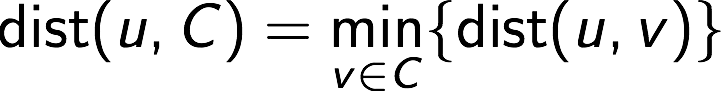 dist(u, C) = min{dist(u, v)}
v∈C